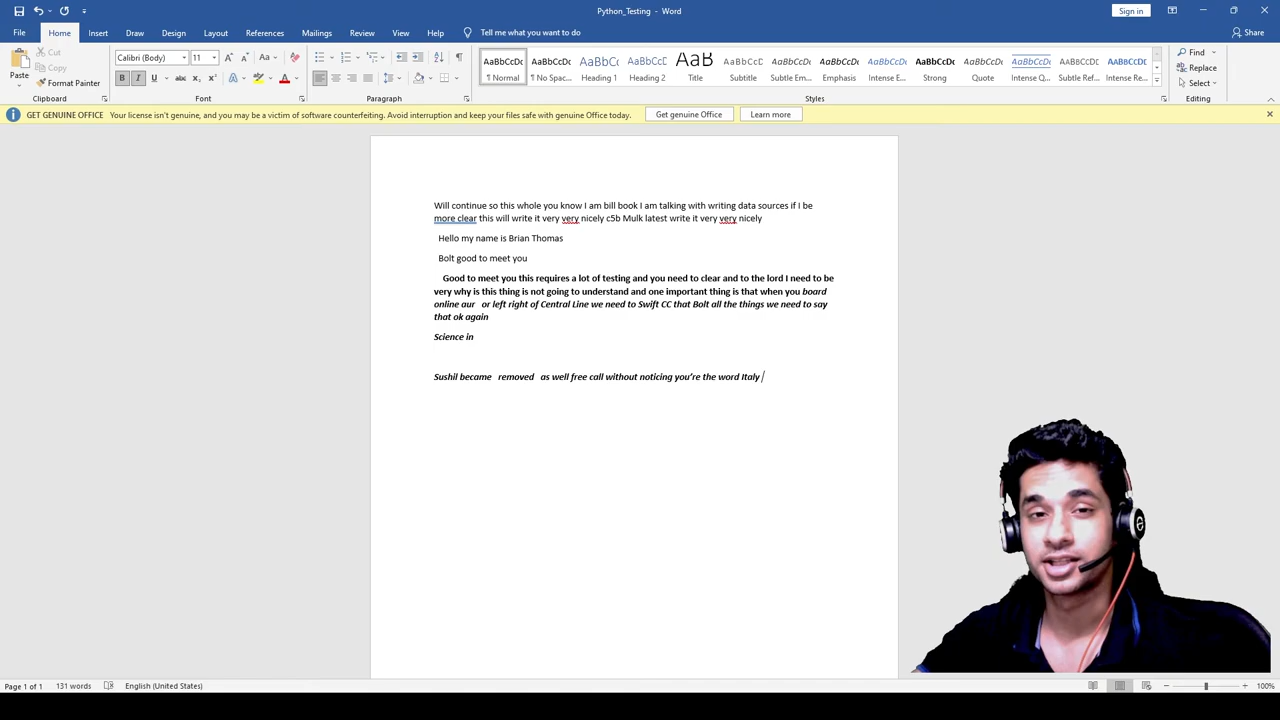 Python_Testing - Word
Sign in
File Home Insert Draw Design Layout References Mailings Review View Help Tell me what you want to do Share
Paste Cut Copy Format Painter Clipboard
Calibri (Body) 11 Aa
B I U abc x₂ x² A A
Font
Paragraph
AaBbCcDc AaBbCcDc AaBbCc AaBbCcD AaB AaBbCcD AaBbCcDc AaBbCcDc AaBbCcDc AaBbCcDc AaBbCcDc AaBbCcDc AaBbCcDc AaBbCcDc
¶ Normal ¶ No Spac... Heading 1 Heading 2 Title Subtitle Subtle Em... Emphasis Intense E... Strong Quote Intense Q... Subtle Ref... Intense Re...
Styles
Find
Replace
Select
Editing
GET GENUINE OFFICE Your license isn't genuine, and you may be a victim of software counterfeiting. Avoid interruption and keep your files safe with genuine Office today. Get genuine Office Learn more
Will continue so this whole you know I am bill book I am talking with writing data sources if I be
more clear this will write it very very nicely c5b Mulk latest write it very very nicely
Hello my name is Brian Thomas
Bolt good to meet you
Good to meet you this requires a lot of testing and you need to clear and to the lord I need to be
very why is this thing is not going to understand and one important thing is that when you board
online aur or left right of Central Line we need to Swift CC that Bolt all the things we need to say
that ok again
Science in
Sushil became removed as well free call without noticing you're the word Italy
Page 1 of 1 131 words English (United States) 100%